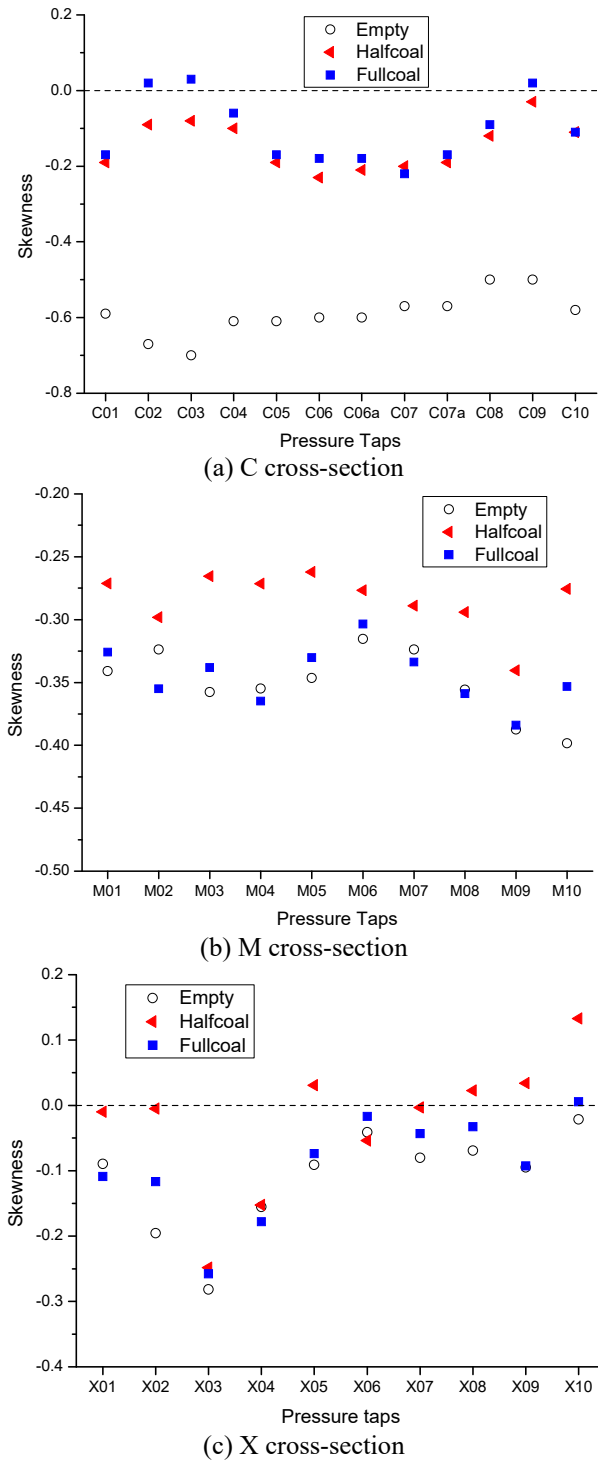 Empty
Halfcoal
Fullcoal
0.0
-0.2
-0.4
-0.6
-0.8
Skewness
C01 C02 C03 C04 C05 C06 C06a C07 C07a C08 C09 C10
Pressure Taps
(a) C cross-section
-0.20
-0.25
-0.30
-0.35
-0.40
-0.45
-0.50
Skewness
Empty
Halfcoal
Fullcoal
M01 M02 M03 M04 M05 M06 M07 M08 M09 M10
Pressure Taps
(b) M cross-section
0.2
0.1
0.0
-0.1
-0.2
-0.3
-0.4
Skewness
Empty
Halfcoal
Fullcoal
X01 X02 X03 X04 X05 X06 X07 X08 X09 X10
Pressure taps
(c) X cross-section